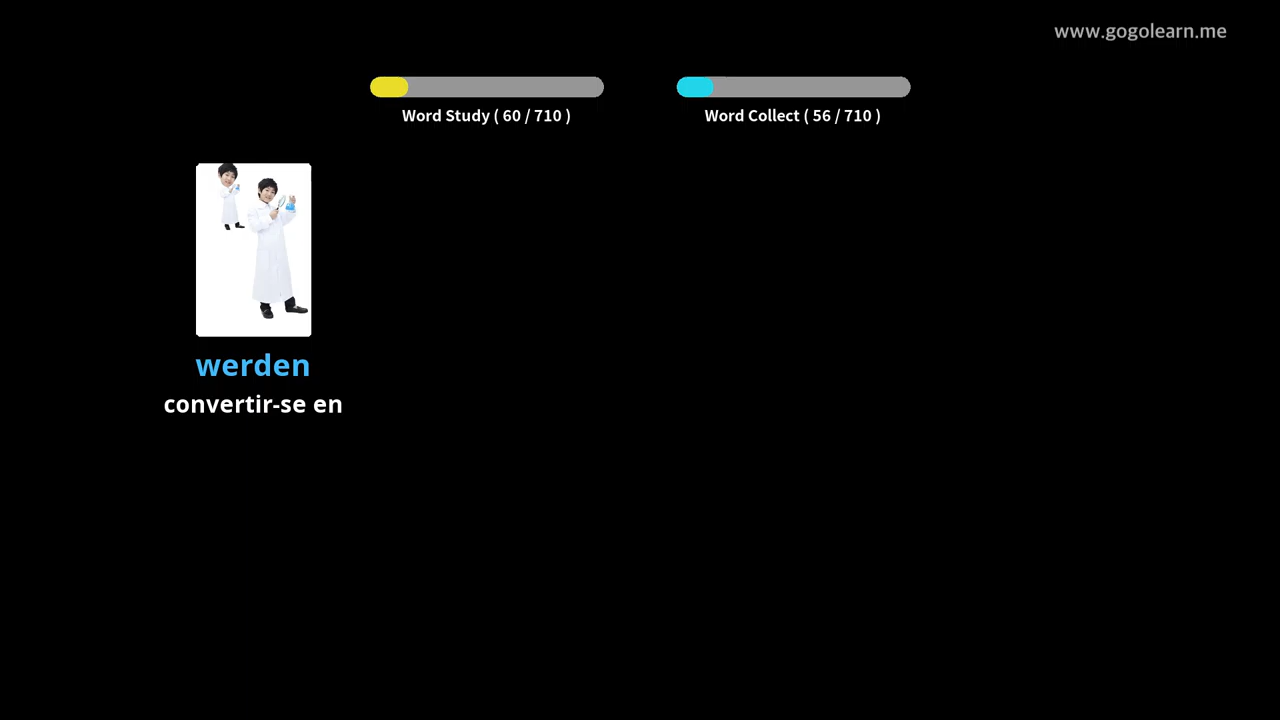 www.gogolearn.me
Word Study ( 60 / 710 )
Word Collect ( 56 / 710 )
werden
convertir-se en